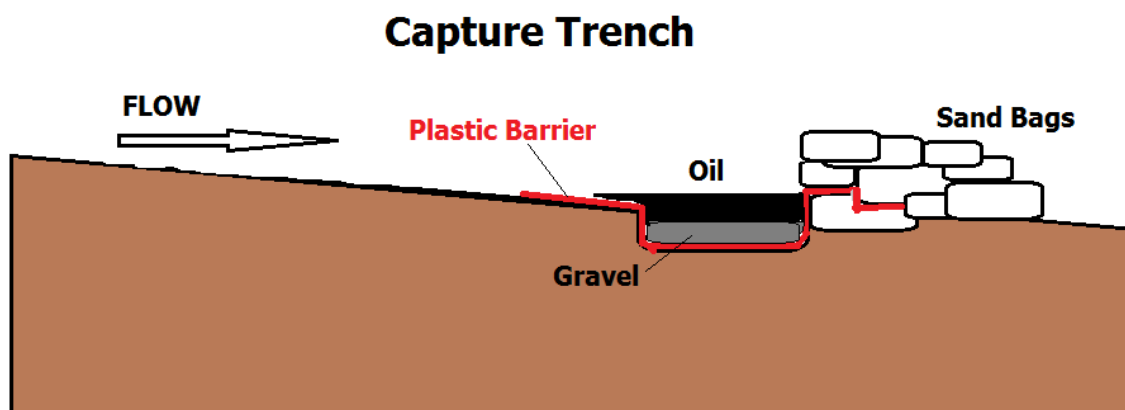 Capture Trench
FLOW
Plastic Barrier
Oil
Sand Bags
Gravel